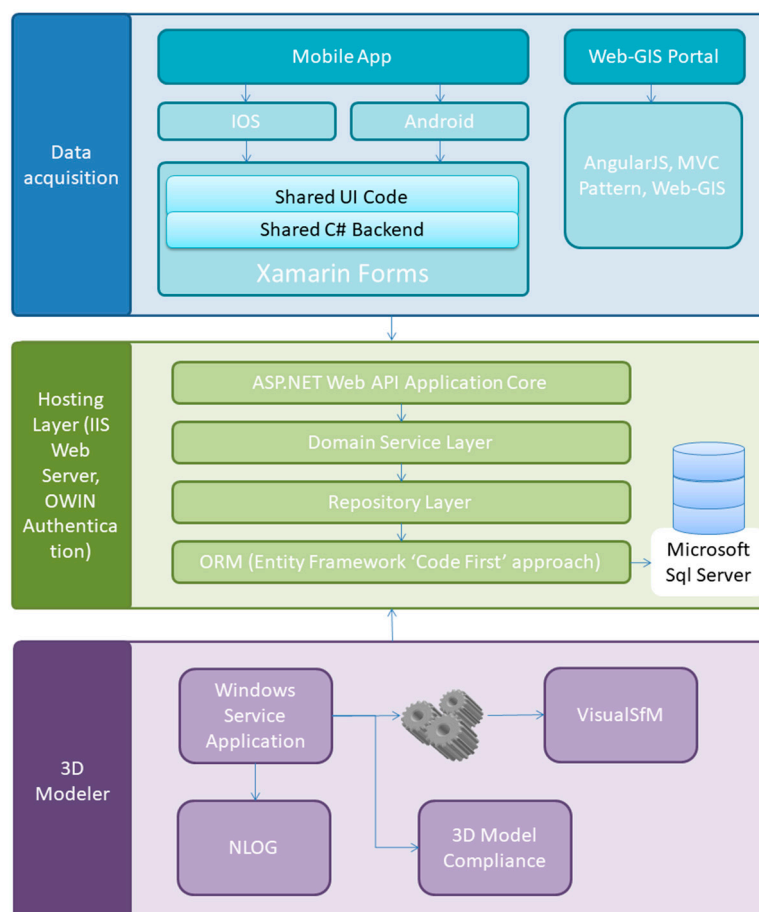 Data
acquisition
Mobile App
Web-GIS Portal
IOS
Android
Shared UI Code
Shared C# Backend
Xamarin Forms
AngularJS, MVC
Pattern, Web-GIS
Hosting
Layer (IIS
Web
Server,
OWIN
Authentica
tion)
ASP.NET Web API Application Core
Domain Service Layer
Repository Layer
ORM (Entity Framework ‘Code First’ approach)
Microsoft
Sql Server
3D
Modeler
Windows
Service
Application
VisualSfM
NLOG
3D Model
Compliance